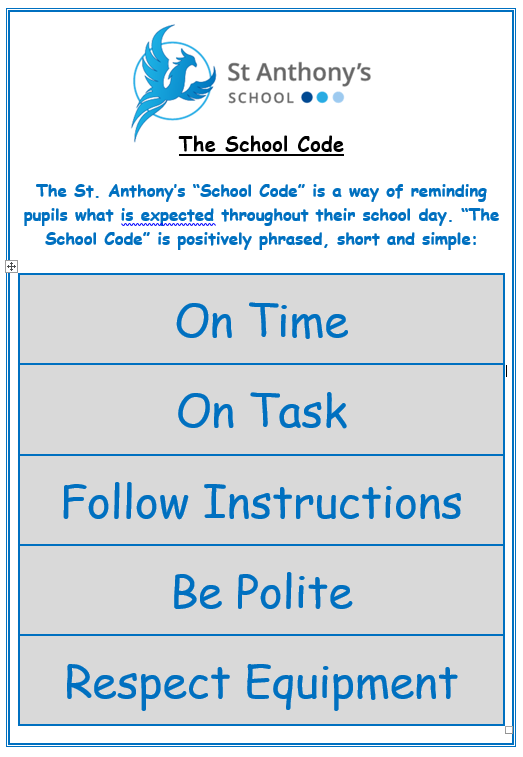 St Anthony's
SCHOOL
The School Code
The St. Anthony's “School Code” is a way of reminding
pupils what is expected throughout their school day. “The
School Code” is positively phrased, short and simple:
On Time
On Task
Follow Instructions
Be Polite
Respect Equipment